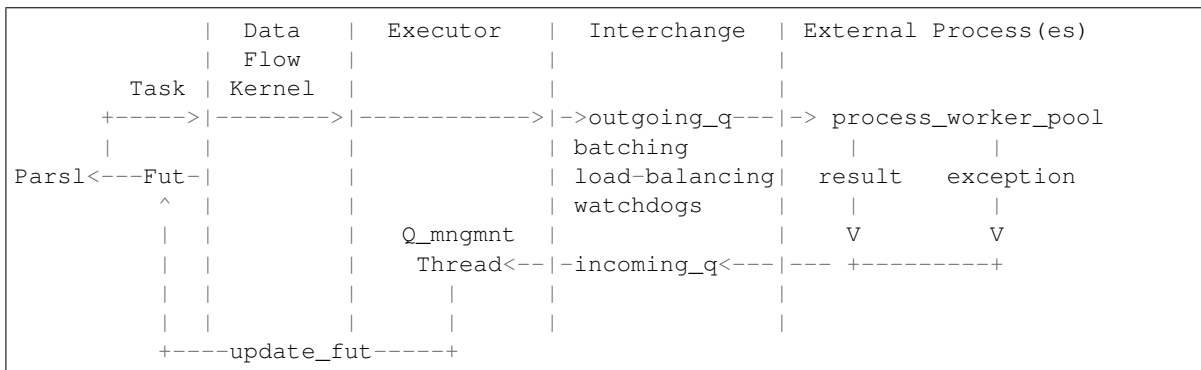 |  Data   |  Executor   |  Interchange  | External Process(es)
                  |  Flow   |             |               |
             Task | Kernel  |             |               |
           +----->|-------->|------------>|->outgoing_q---|-> process_worker_pool
           |      |         |             | batching      |    |         |
     Parsl<---Fut-|         |             | load-balancing|  result   exception
               ^  |         |             | watchdogs     |    |         |
               |  |         |   Q_mngmnt  |               |    V         V
               |  |         |    Thread<--|-incoming_q<---|--- +---------+
               |  |         |      |      |               |
               |  |         |      |      |               |
               +----update_fut-----+